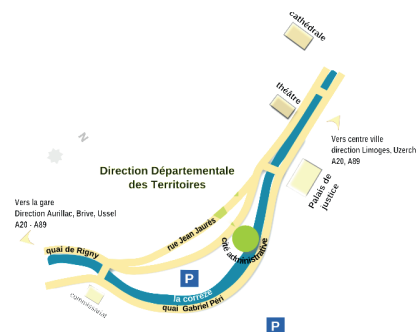 cathédrale
théâtre
Vers centre ville
direction Limoges, Uzerch
A20, A89
N
Direction Départementale
des Territoires
Palais de
justice
Vers la gare
Direction Aurillac, Brive, Ussel
A20 - A89
rue Jean Jaurès
cité administrative
quai de Rigny
P
la corrèze
quai Gabriel Péri
P